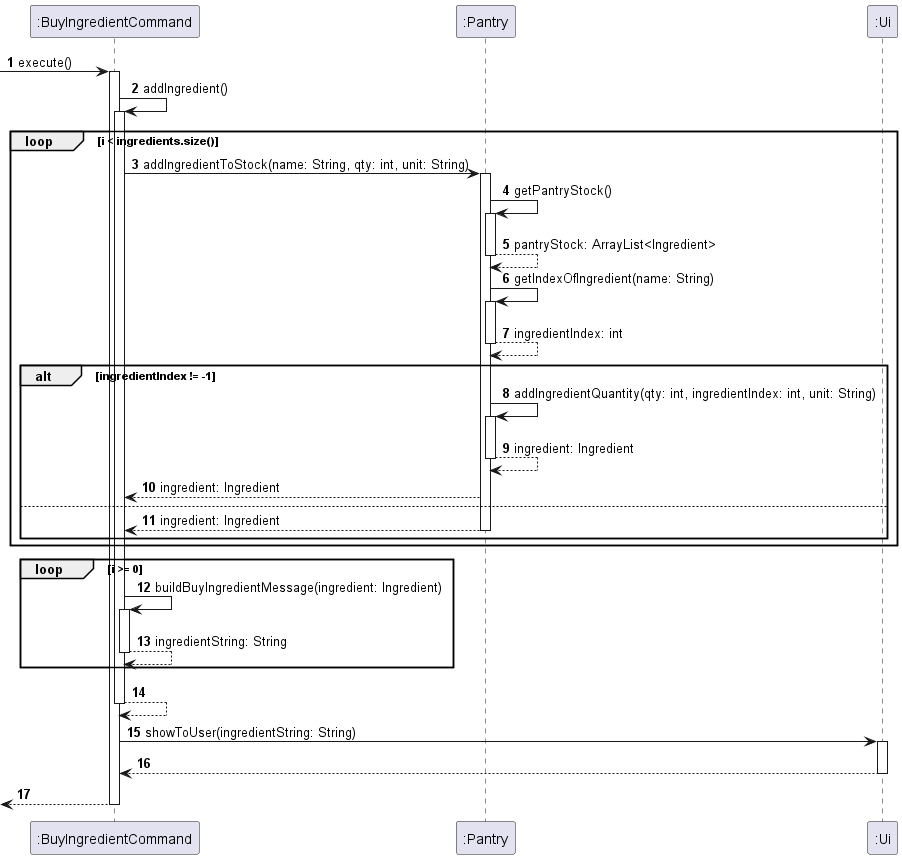 :BuyIngredientCommand :Pantry :Ui
1 execute()
2 addIngredient()
loop [i < ingredients.size()]
3 addIngredientToStock(name: String, qty: int, unit: String)
4 getPantryStock()
5 pantryStock: ArrayList<Ingredient>
6 getIndexOfIngredient(name: String)
7 ingredientIndex: int
alt [ingredientIndex != -1]
8 addIngredientQuantity(qty: int, ingredientIndex: int, unit: String)
9 ingredient: Ingredient
10 ingredient: Ingredient
11 ingredient: Ingredient
loop [i >= 0]
12 buildBuyIngredientMessage(ingredient: Ingredient)
13 ingredientString: String
14
15 showToUser(ingredientString: String)
16
17
:BuyIngredientCommand :Pantry :Ui